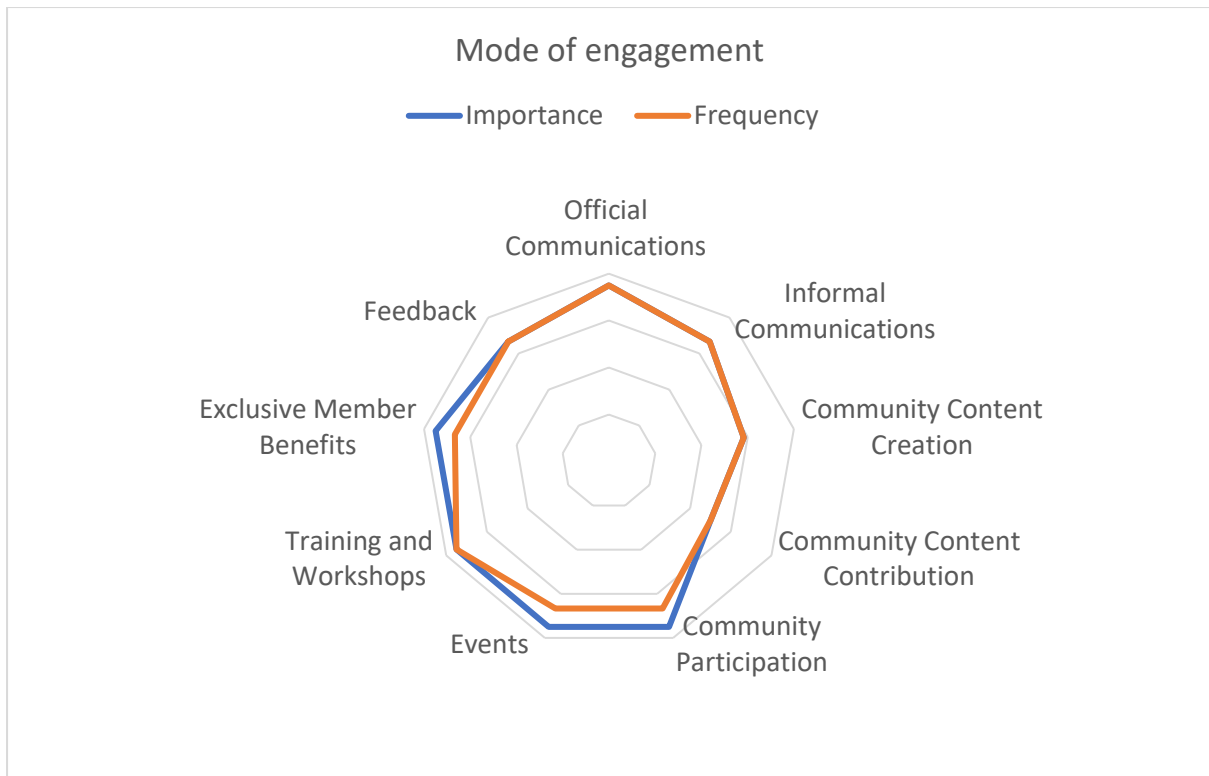 Mode of engagement
Importance
Frequency
Official
Communications
Informal
Communications
Community Content
Creation
Community Content
Contribution
Community
Participation
Events
Training and
Workshops
Exclusive Member
Benefits
Feedback